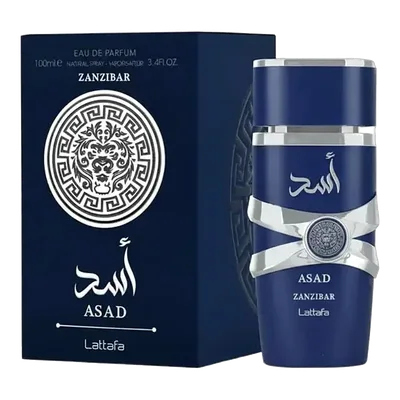 EAU DE PARFUM
100ml e NATURAL SPRAY - VAPORISATEUR 3.4FL.OZ.
ZANZIBAR
أسد
ASAD
Lattafa
أسد
ASAD
ZANZIBAR
Lattafa